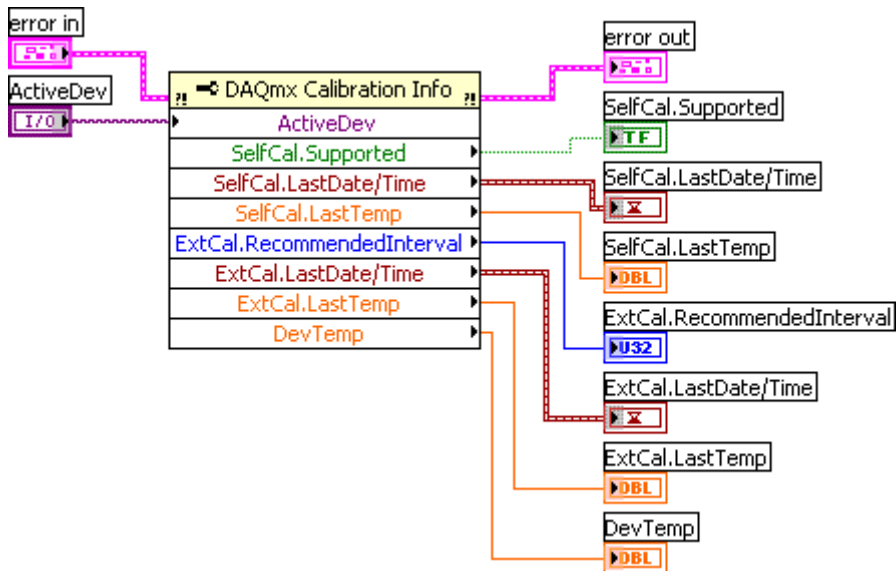 error in
ActiveDev
I/O
?! DAQmx Calibration Info ?!
ActiveDev
SelfCal.Supported
SelfCal.LastDate/Time
SelfCal.LastTemp
ExtCal.RecommendedInterval
ExtCal.LastDate/Time
ExtCal.LastTemp
DevTemp
error out
SelfCal.Supported
TF
SelfCal.LastDate/Time
SelfCal.LastTemp
DBL
ExtCal.RecommendedInterval
U32
ExtCal.LastDate/Time
ExtCal.LastTemp
DBL
DevTemp
DBL